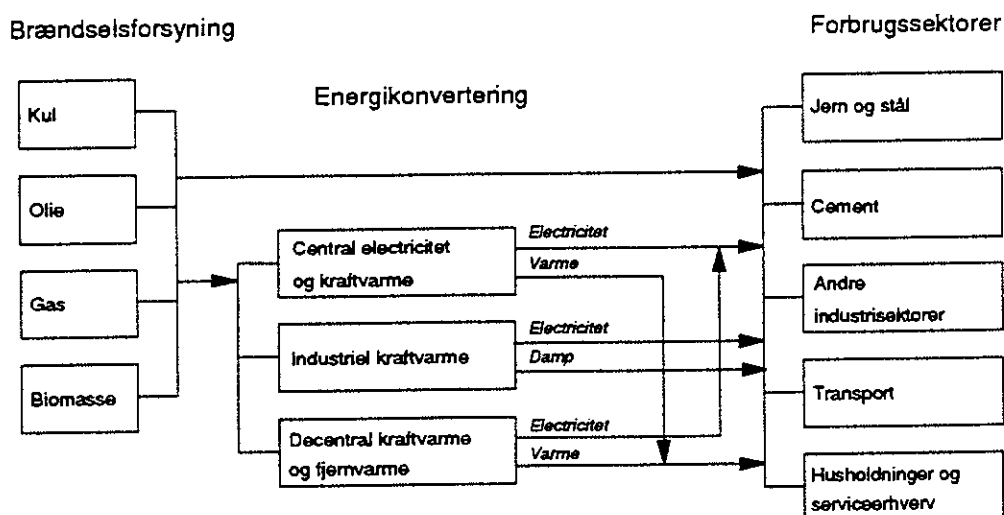 Brændselsforsyning
Forbrugssektorer
Energikonvertering
Kul
Olie
Gas
Biomasse
Central electricitet
og kraftvarme
Industriel kraftvarme
Decentral kraftvarme
og fjernvarme
Electricitet
Varme
Electricitet
Damp
Electricitet
Varme
Jern og stål
Cement
Andre
industrisektorer
Transport
Husholdninger og
serviceerhverv